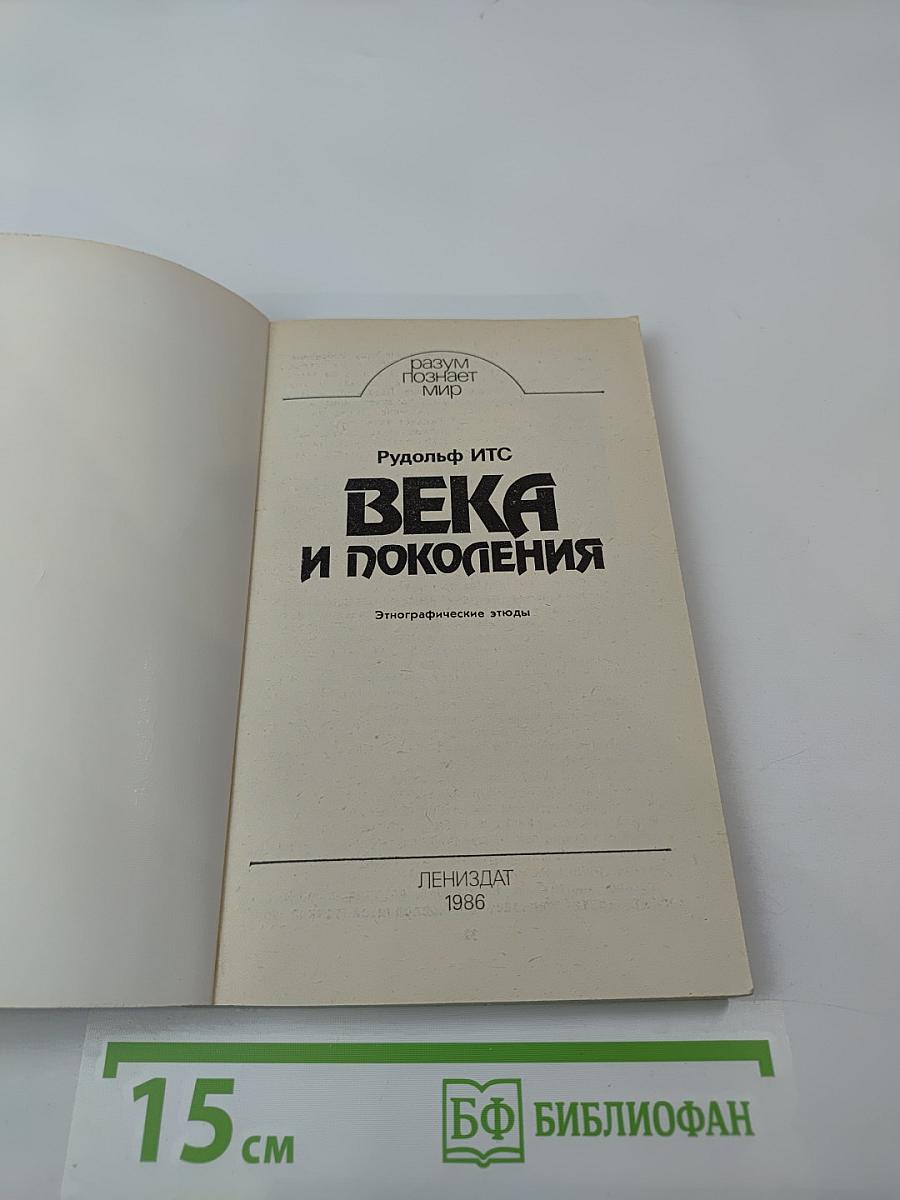 разум
познает
мир
Рудольф ИТС
ВЕКА
И ПОКОЛЕНИЯ
Этнографические этюды
ЛЕНИЗДАТ
1986
15 см
БФ БИБЛИОФАН